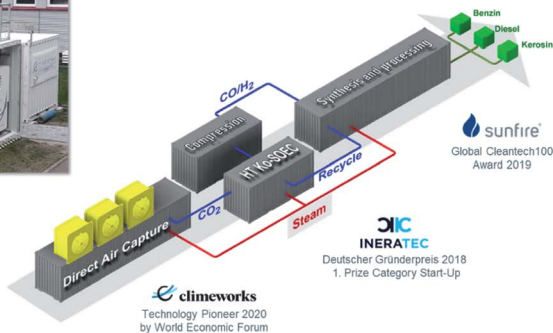 Benzin
Diesel
Kerosin
Synthesis and processing
CO/H2
Compression
HT Ko-SOEC
Recycle
CO2
Steam
Direct Air Capture
sunfire®
Global Cleantech100
Award 2019
INERATEC
Deutscher Gründerpreis 2018
1. Prize Category Start-Up
climeworks
Technology Pioneer 2020
by World Economic Forum